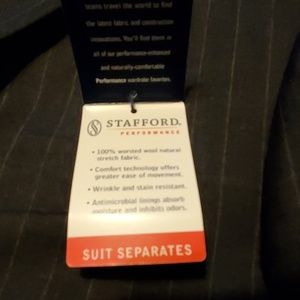 teams travel the world to find
the latest fabric and construction
innovations. You'll find them in
all of our performance-enhanced
and naturally-comfortable
Performance wardrobe favorites.
S STAFFORD.
PERFORMANCE
• 100% worsted wool natural
stretch fabric.
• Comfort technology offers
greater ease of movement.
• Wrinkle and stain resistant.
• Antimicrobial linings absorb
moisture and inhibits odors.
SUIT SEPARATES